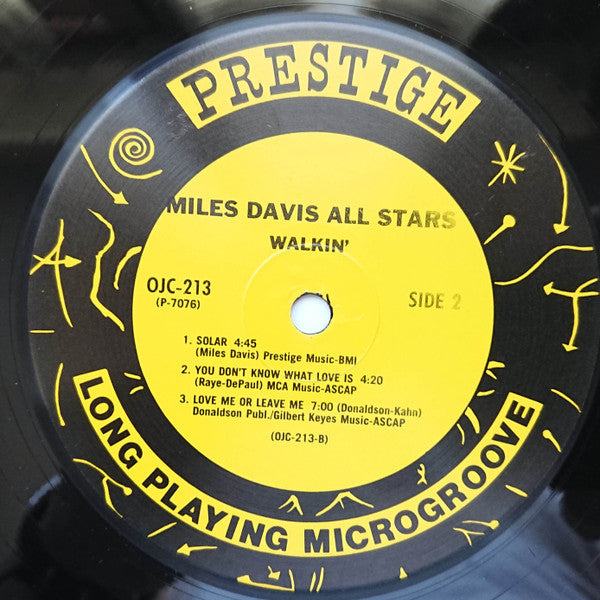 PRESTIGE
MILES DAVIS ALL STARS
WALKIN'
OJC-213
(P-7076)
SIDE 2
1. SOLAR 4:45
(Miles Davis) Prestige Music-BMI
2. YOU DON'T KNOW WHAT LOVE IS 4:20
(Raye-DePaul) MCA Music-ASCAP
3. LOVE ME OR LEAVE ME 7:00 (Donaldson-Kahn)
Donaldson Publ./Gilbert Keyes Music-ASCAP
(OJC-213-B)
LONG PLAYING MICROGROOVE